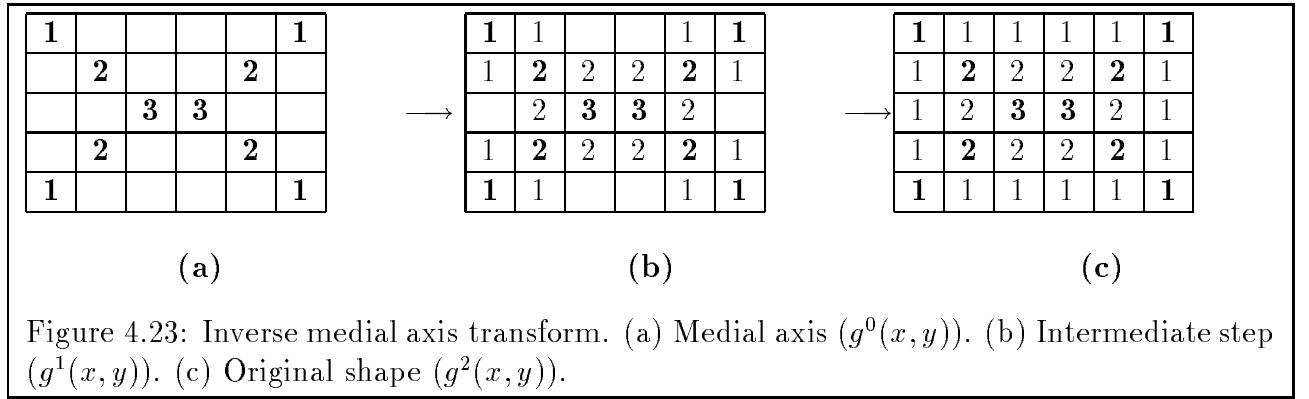 1 1 1 1 1 1 1 1 1 1 1 1
2 2 1 2 2 2 2 1 1 2 2 2 2 1
3 3 2 3 3 2 1 2 3 3 2 1
2 2 1 2 2 2 2 1 1 2 2 2 2 1
1 1 1 1 1 1 1 1 1 1 1 1
(a) (b) (c)
Figure 4.23: Inverse medial axis transform. (a) Medial axis (g⁰(x, y)). (b) Intermediate step
(g¹(x, y)). (c) Original shape (g²(x, y)).